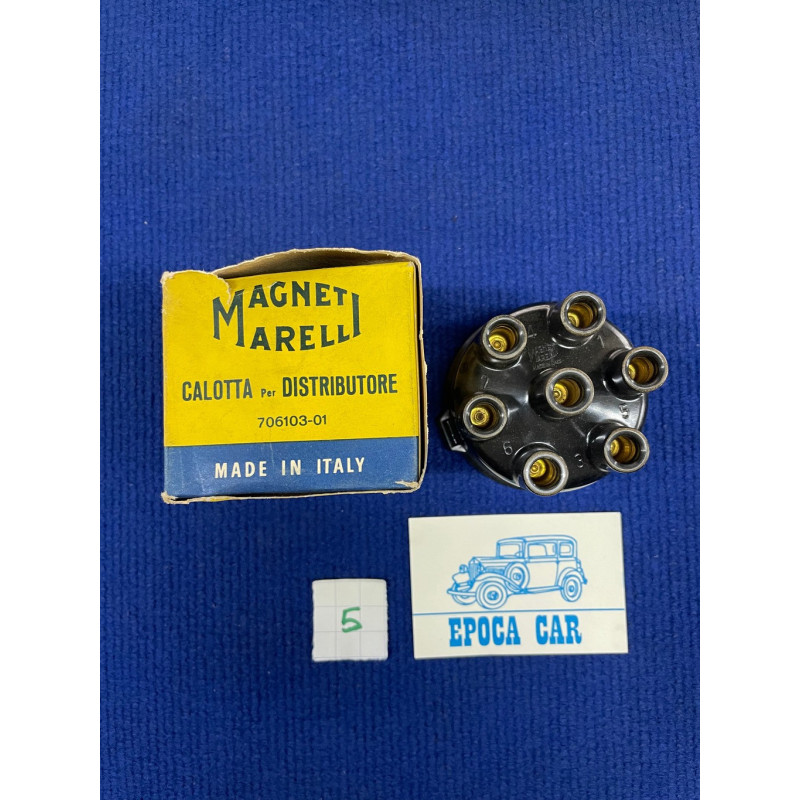 MAGNETI
MARELLI
CALOTTA Per DISTRIBUTORE
706103-01
MADE IN ITALY
5
EPOCA CAR